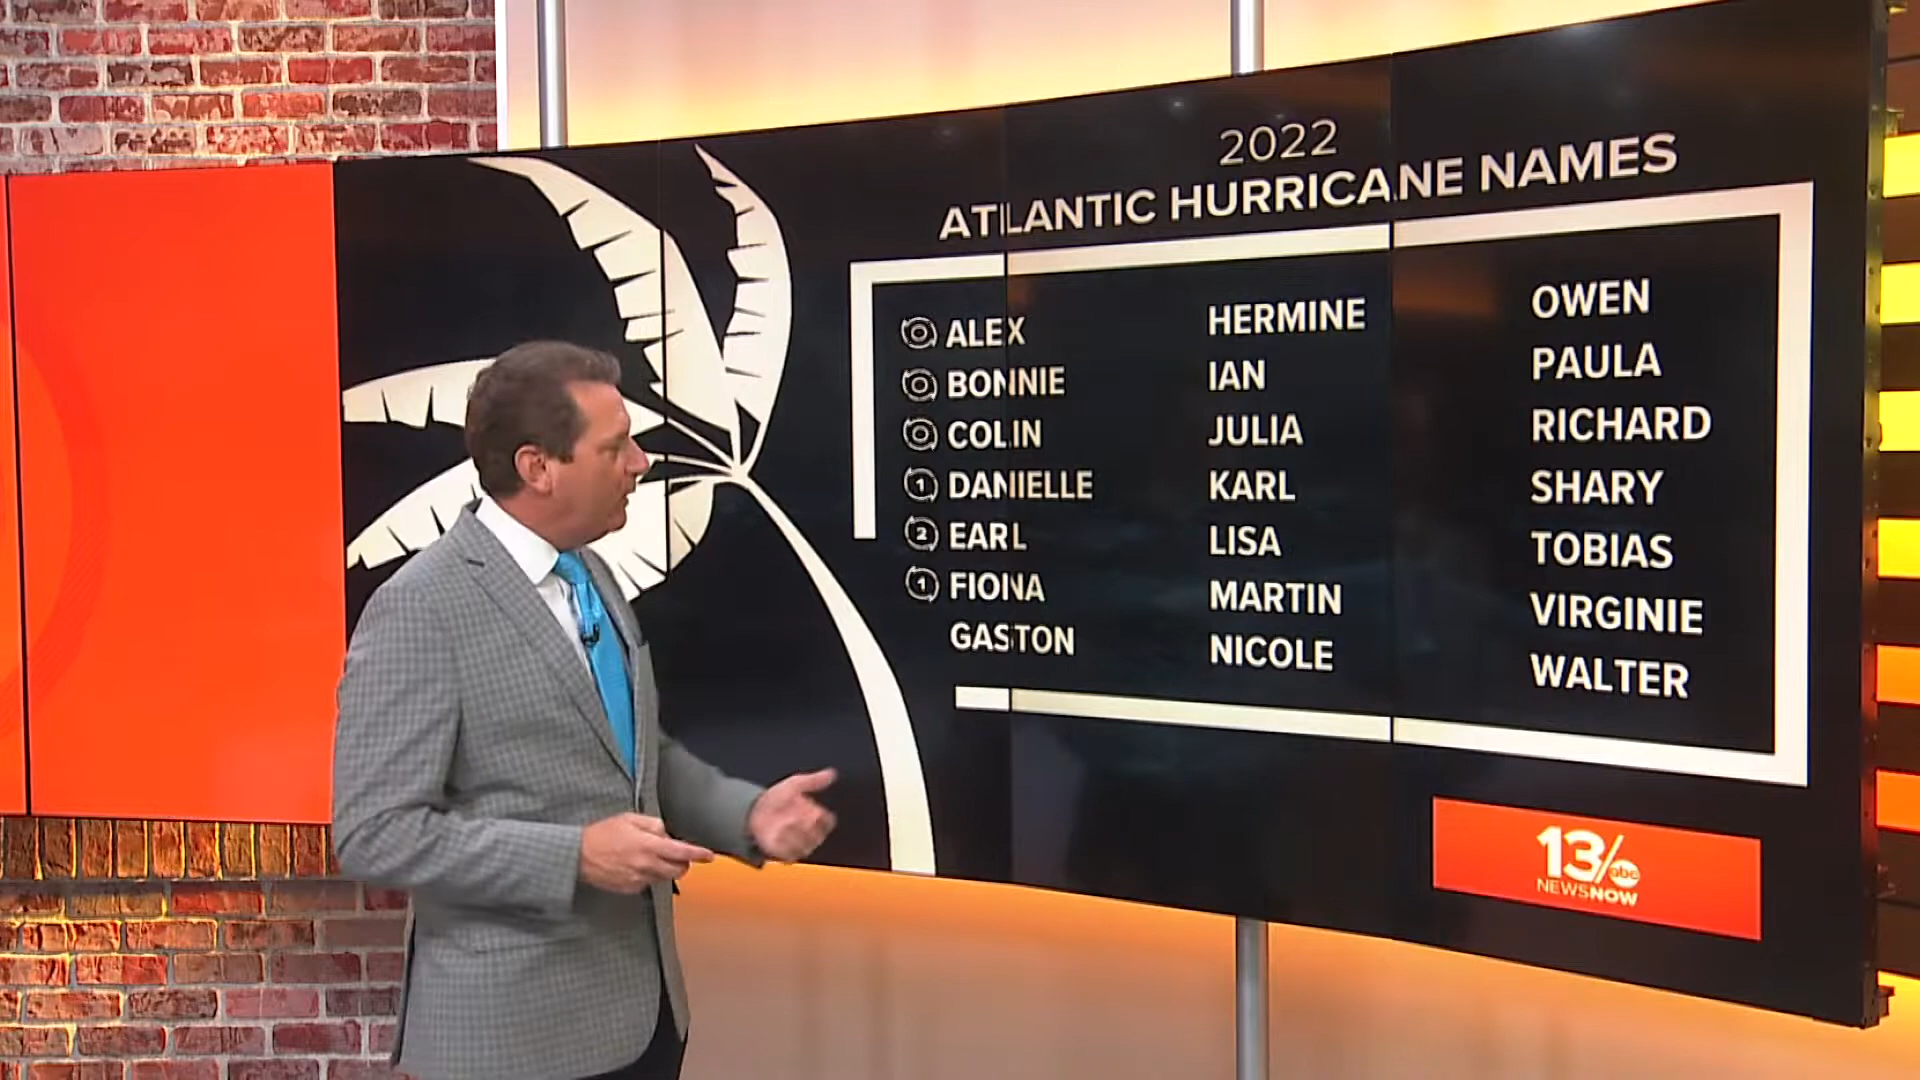 2022
ATLANTIC HURRICANE NAMES
ALEX
BONNIE
COLIN
1 DANIELLE
2 EARL
1 FIONA
GASTON
HERMINE
IAN
JULIA
KARL
LISA
MARTIN
NICOLE
OWEN
PAULA
RICHARD
SHARY
TOBIAS
VIRGINIE
WALTER
13/abc
NEWSNOW